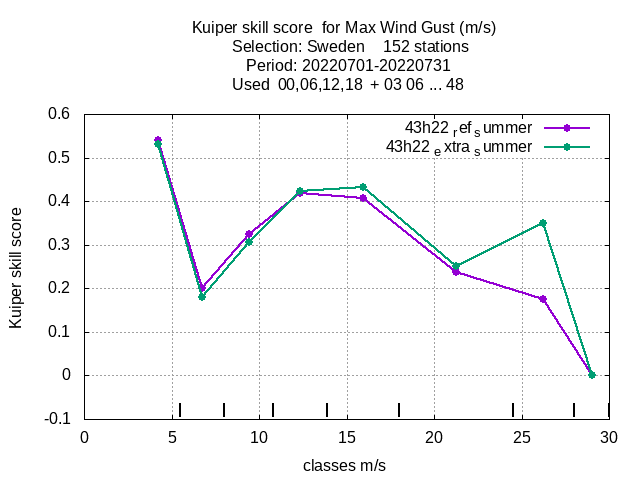 Kuiper skill score  for Max Wind Gust (m/s)
Selection: Sweden    152 stations
Period: 20220701-20220731
Used  00,06,12,18  + 03 06 ... 48
43h22 ref summer
43h22 extra summer
0.6
0.5
0.4
0.3
0.2
0.1
0
-0.1
Kuiper skill score
0 5 10 15 20 25 30
classes m/s